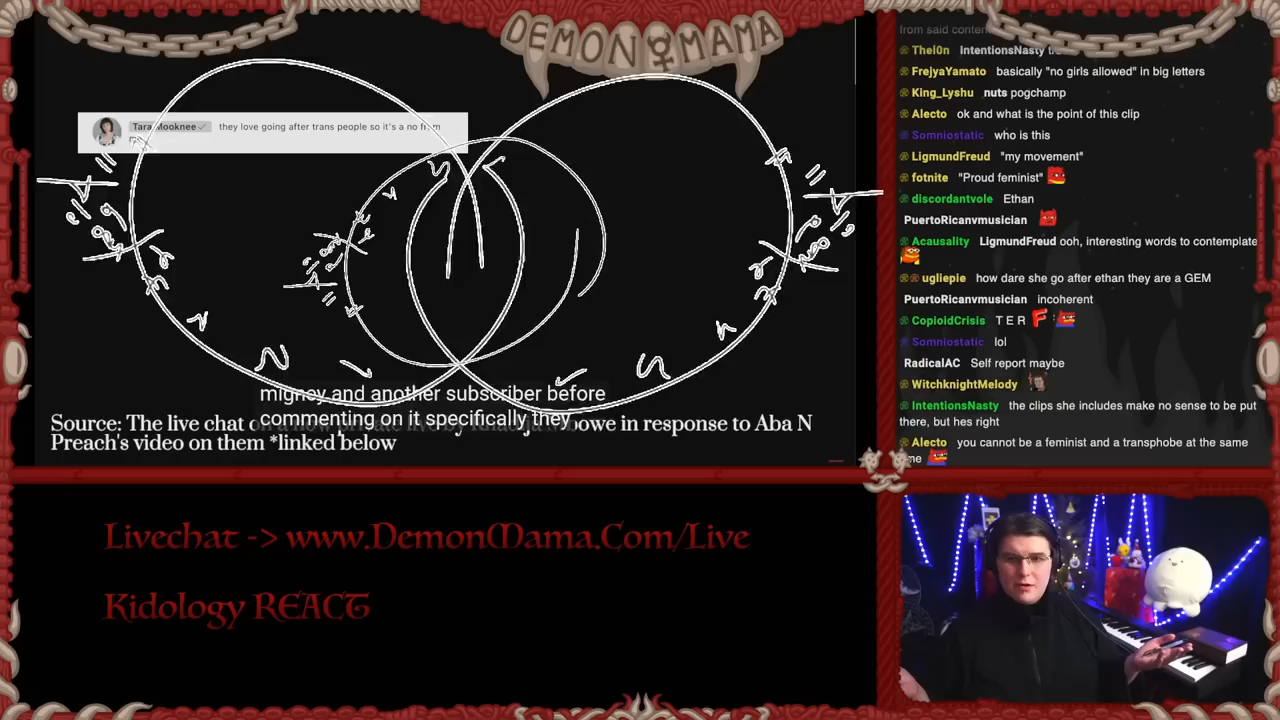 DEMON MAMA
Tara Mooknee ✓ they love going after trans people so it's a no from
migney and another subscriber before
commenting on it specifically they
Source: The live chat
owe in response to Aba N
Preach's video on them *linked below
Livechat -> www.DemonMama.Com/Live
Kidology REACT
from said
Thel0n IntentionsNasty
FrejyaYamato basically "no girls allowed" in big letters
King_Lyshu nuts pogchamp
Alecto ok and what is the point of this clip
Somniostatic who is this
LigmundFreud "my movement"
fotnite "Proud feminist"
discordantvole Ethan
PuertoRicanvmusician
Acausality LigmundFreud ooh, interesting words to contemplate
ugliepie how dare she go after ethan they are a GEM
PuertoRicanvmusician incoherent
CopioidCrisis T E R F
Somniostatic lol
RadicalAC Self report maybe
WitchknightMelody
IntentionsNasty the clips she includes make no sense to be put
there, but hes right
Alecto you cannot be a feminist and a transphobe at the same